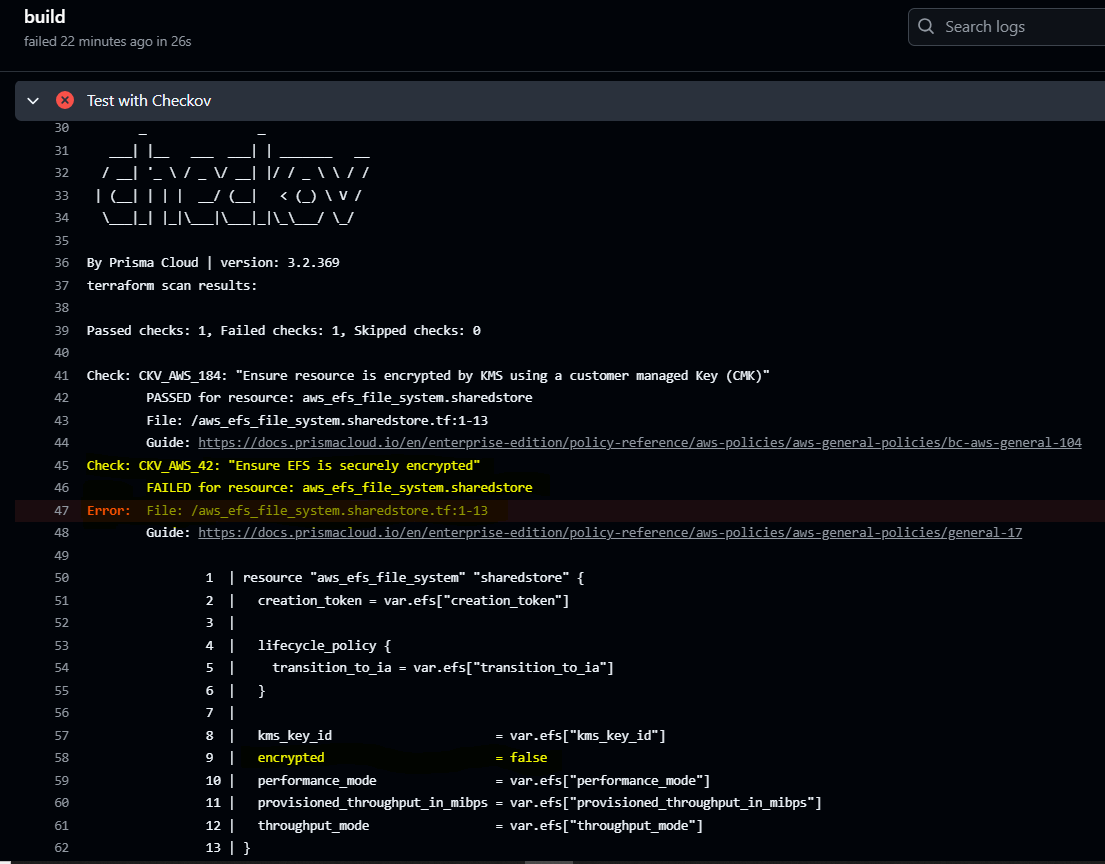 build
failed 22 minutes ago in 26s
Search logs
Test with Checkov
30        _               _
31    ___| |__   ___  ___| | _______   __
32   / __| '_ \ / _ \/ __| |/ / _ \ \ / /
33  | (__| | | |  __/ (__|   < (_) \ V /
34   \___|_| |_|\___|\___|_|\_\___/ \_/
35
36 By Prisma Cloud | version: 3.2.369
37 terraform scan results:
38
39 Passed checks: 1, Failed checks: 1, Skipped checks: 0
40
41 Check: CKV_AWS_184: "Ensure resource is encrypted by KMS using a customer managed Key (CMK)"
42         PASSED for resource: aws_efs_file_system.sharedstore
43         File: /aws_efs_file_system.sharedstore.tf:1-13
44         Guide: https://docs.prismacloud.io/en/enterprise-edition/policy-reference/aws-policies/aws-general-policies/bc-aws-general-104
45 Check: CKV_AWS_42: "Ensure EFS is securely encrypted"
46         FAILED for resource: aws_efs_file_system.sharedstore
47 Error:  File: /aws_efs_file_system.sharedstore.tf:1-13
48         Guide: https://docs.prismacloud.io/en/enterprise-edition/policy-reference/aws-policies/aws-general-policies/general-17
49
50                 1  | resource "aws_efs_file_system" "sharedstore" {
51                 2  |   creation_token = var.efs["creation_token"]
52                 3  |
53                 4  |   lifecycle_policy {
54                 5  |     transition_to_ia = var.efs["transition_to_ia"]
55                 6  |   }
56                 7  |
57                 8  |   kms_key_id                      = var.efs["kms_key_id"]
58                 9  |   encrypted                       = false
59                 10 |   performance_mode                = var.efs["performance_mode"]
60                 11 |   provisioned_throughput_in_mibps = var.efs["provisioned_throughput_in_mibps"]
61                 12 |   throughput_mode                 = var.efs["throughput_mode"]
62                 13 | }